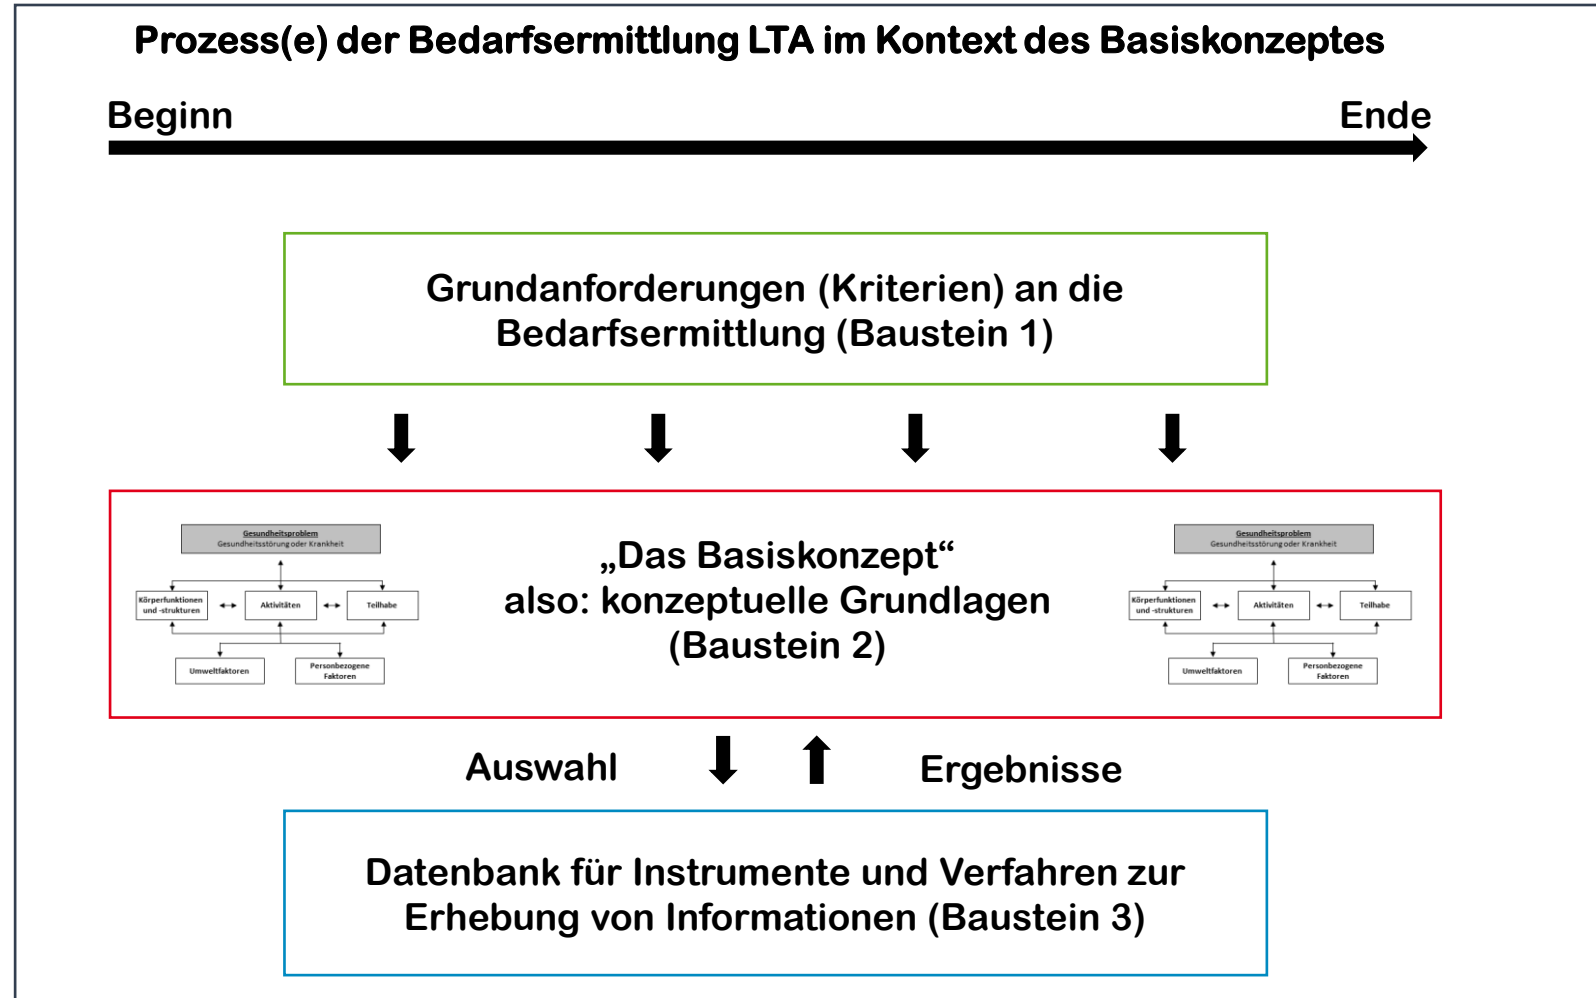 Prozess(e) der Bedarfsermittlung LTA im Kontext des Basiskonzeptes
Beginn
Ende
Grundanforderungen (Kriterien) an die
Bedarfsermittlung (Baustein 1)
Gesundheitsproblem
Gesundheitsstörung oder Krankheit
Körperfunktionen
und -strukturen
Aktivitäten
Teilhabe
Umweltfaktoren
Personbezogene
Faktoren
„Das Basiskonzept“
also: konzeptuelle Grundlagen
(Baustein 2)
Gesundheitsproblem
Gesundheitsstörung oder Krankheit
Körperfunktionen
und -strukturen
Aktivitäten
Teilhabe
Umweltfaktoren
Personbezogene
Faktoren
Auswahl
Ergebnisse
Datenbank für Instrumente und Verfahren zur
Erhebung von Informationen (Baustein 3)